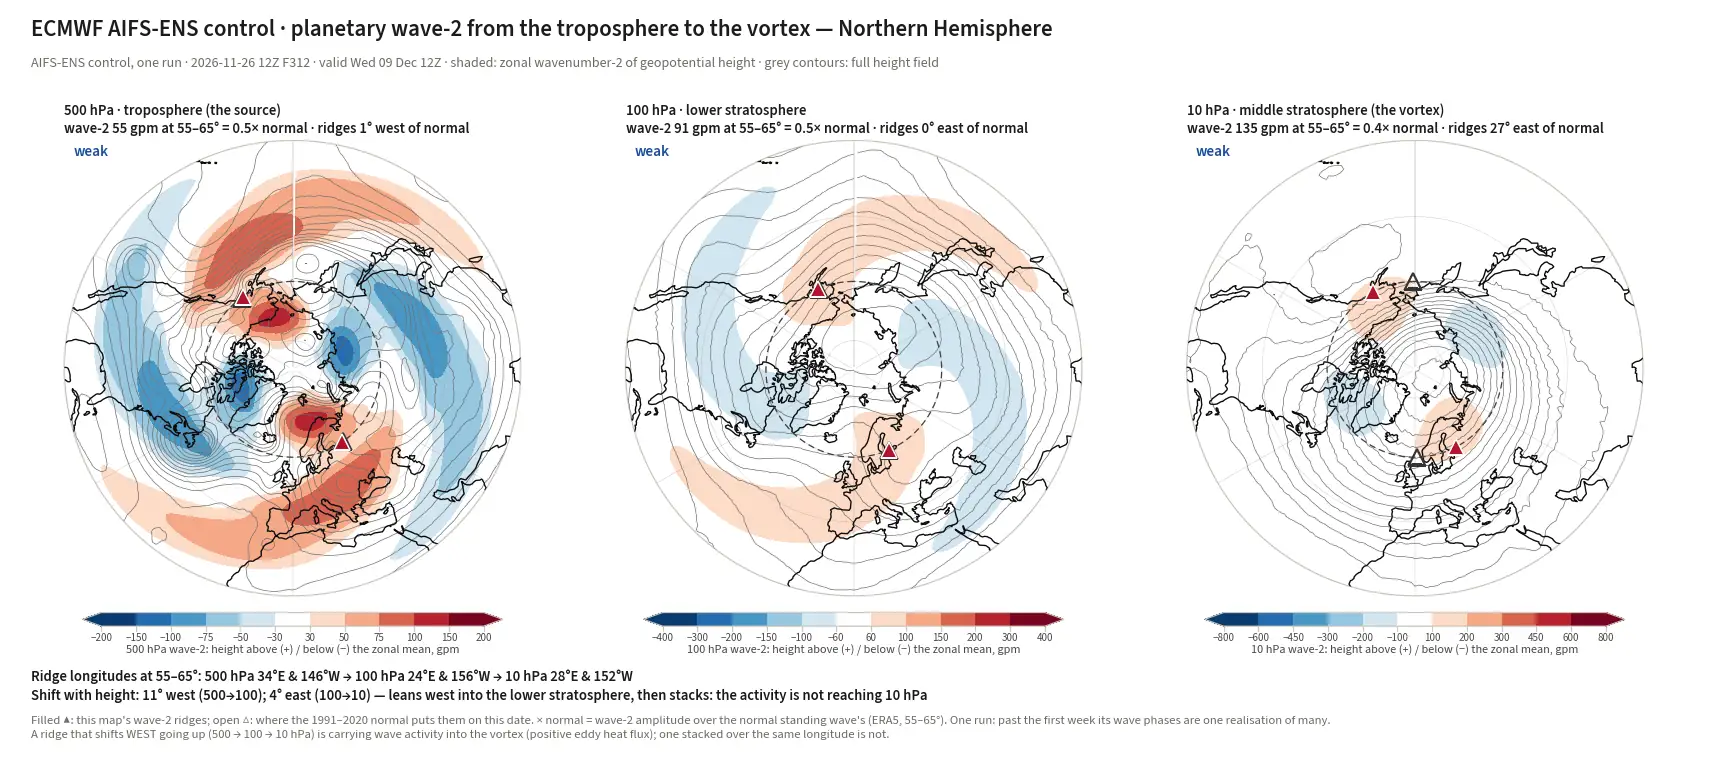 ECMWF AIFS-ENS control · planetary wave-2 from the troposphere to the vortex — Northern Hemisphere
AIFS-ENS control, one run · 2026-11-26 12Z F312 · valid Wed 09 Dec 12Z · shaded: zonal wavenumber-2 of geopotential height · grey contours: full height field
500 hPa · troposphere (the source)
wave-2 55 gpm at 55–65° = 0.5× normal · ridges 1° west of normal
weak
100 hPa · lower stratosphere
wave-2 91 gpm at 55–65° = 0.5× normal · ridges 0° east of normal
weak
10 hPa · middle stratosphere (the vortex)
wave-2 135 gpm at 55–65° = 0.4× normal · ridges 27° east of normal
weak
−200 −150 −100 −75 −50 −30 30 50 75 100 150 200
500 hPa wave-2: height above (+) / below (−) the zonal mean, gpm
−400 −300 −200 −150 −100 −60 60 100 150 200 300 400
100 hPa wave-2: height above (+) / below (−) the zonal mean, gpm
−800 −600 −450 −300 −200 −100 100 200 300 450 600 800
10 hPa wave-2: height above (+) / below (−) the zonal mean, gpm
Ridge longitudes at 55–65°: 500 hPa 34°E & 146°W → 100 hPa 24°E & 156°W → 10 hPa 28°E & 152°W
Shift with height: 11° west (500→100); 4° east (100→10) — leans west into the lower stratosphere, then stacks: the activity is not reaching 10 hPa
Filled ▲: this map's wave-2 ridges; open △: where the 1991–2020 normal puts them on this date. × normal = wave-2 amplitude over the normal standing wave's (ERA5, 55–65°). One run: past the first week its wave phases are one realisation of many.
A ridge that shifts WEST going up (500 → 100 → 10 hPa) is carrying wave activity into the vortex (positive eddy heat flux); one stacked over the same longitude is not.